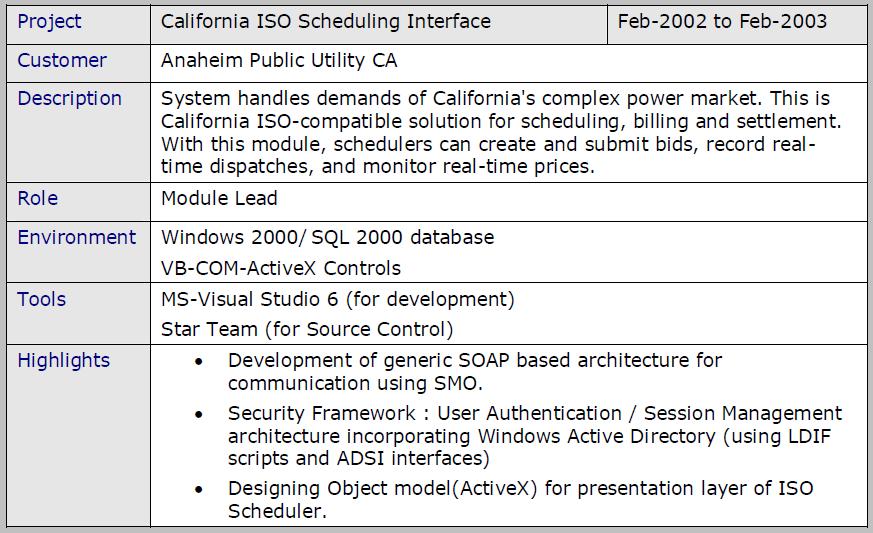 Project California ISO Scheduling Interface Feb-2002 to Feb-2003
Customer Anaheim Public Utility CA
Description System handles demands of California's complex power market. This is
California ISO-compatible solution for scheduling, billing and settlement.
With this module, schedulers can create and submit bids, record real-
time dispatches, and monitor real-time prices.
Role Module Lead
Environment Windows 2000/ SQL 2000 database
VB-COM-ActiveX Controls
Tools MS-Visual Studio 6 (for development)
Star Team (for Source Control)
Highlights • Development of generic SOAP based architecture for
communication using SMO.
• Security Framework : User Authentication / Session Management
architecture incorporating Windows Active Directory (using LDIF
scripts and ADSI interfaces)
• Designing Object model(ActiveX) for presentation layer of ISO
Scheduler.